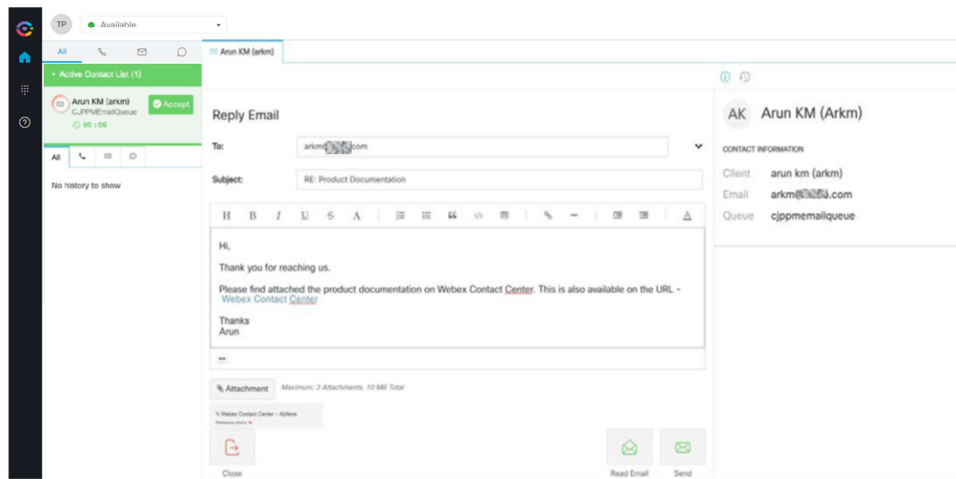 TP
Available
All
Arun KM (arkm)
Active Contact List (1)
Arun KM (arkm)
CJPPMEmailQueue
Accept
All
No history to show
Reply Email
To:
arkm com
Subject:
RE: Product Documentation
H B I U S A
A
Hi,
Thank you for reaching us.
Please find attached the product documentation on Webex Contact Center. This is also available on the URL -
Webex Contact Center
Thanks
Arun
Attachment
Maximum: 3 Attachments, 10 MB Total
Webex Contact Center -
Close
Read Email
Send
AK
Arun KM (Arkm)
CONTACT INFORMATION
Client arun km (arkm)
Email arkm@ .com
Queue cjppmemailqueue